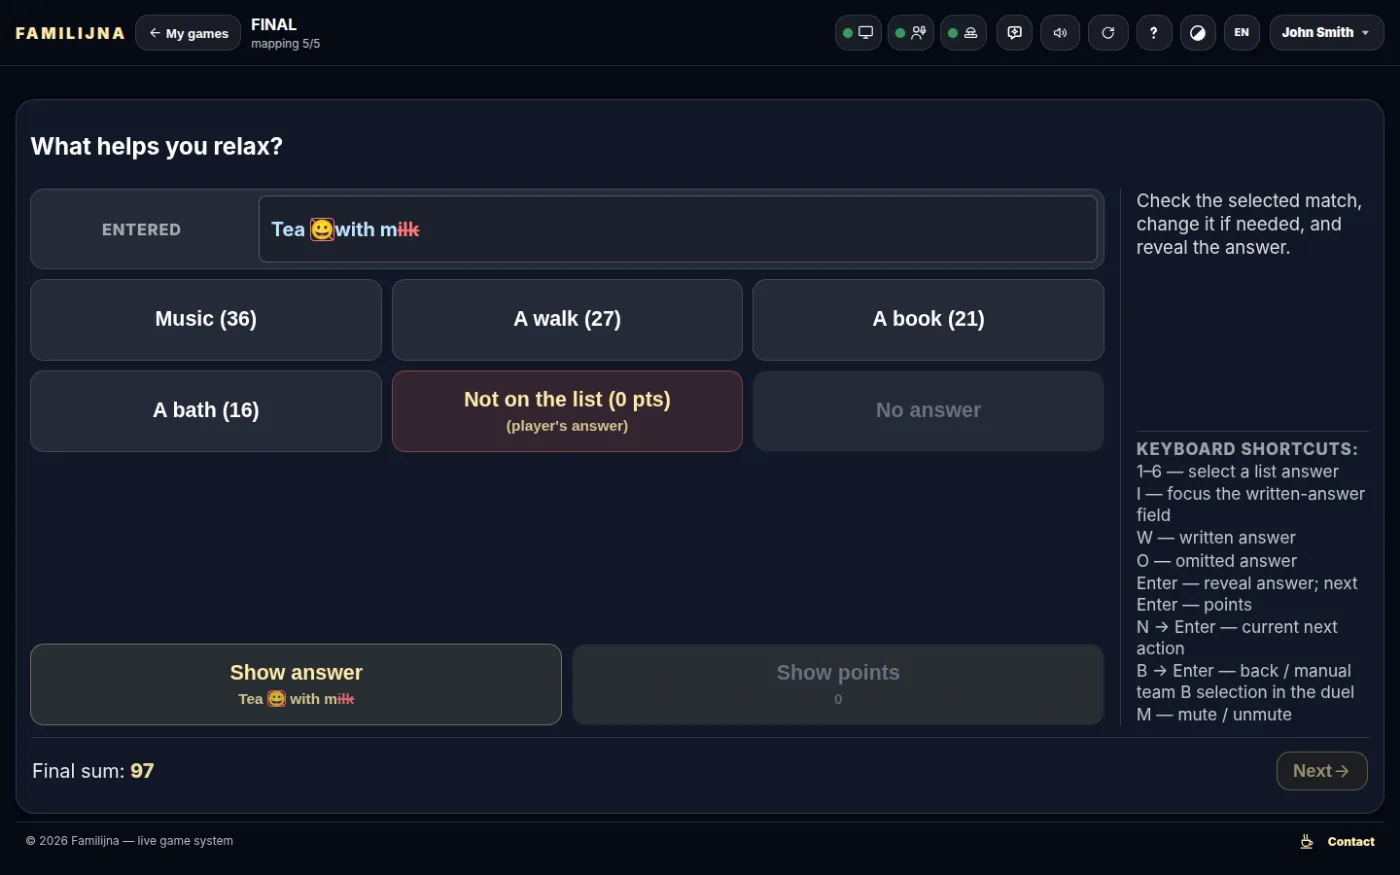 FAMILIJNA
← My games
FINAL
mapping 5/5
?
EN
John Smith
What helps you relax?
ENTERED
Tea 😀with milk
Music (36)
A walk (27)
A book (21)
A bath (16)
Not on the list (0 pts)
(player's answer)
No answer
Show answer
Tea 😀 with milk
Show points
0
Check the selected match,
change it if needed, and
reveal the answer.
KEYBOARD SHORTCUTS:
1–6 — select a list answer
I — focus the written-answer
field
W — written answer
O — omitted answer
Enter — reveal answer; next
Enter — points
N → Enter — current next
action
B → Enter — back / manual
team B selection in the duel
M — mute / unmute
Final sum: 97
Next→
© 2026 Familijna — live game system
Contact